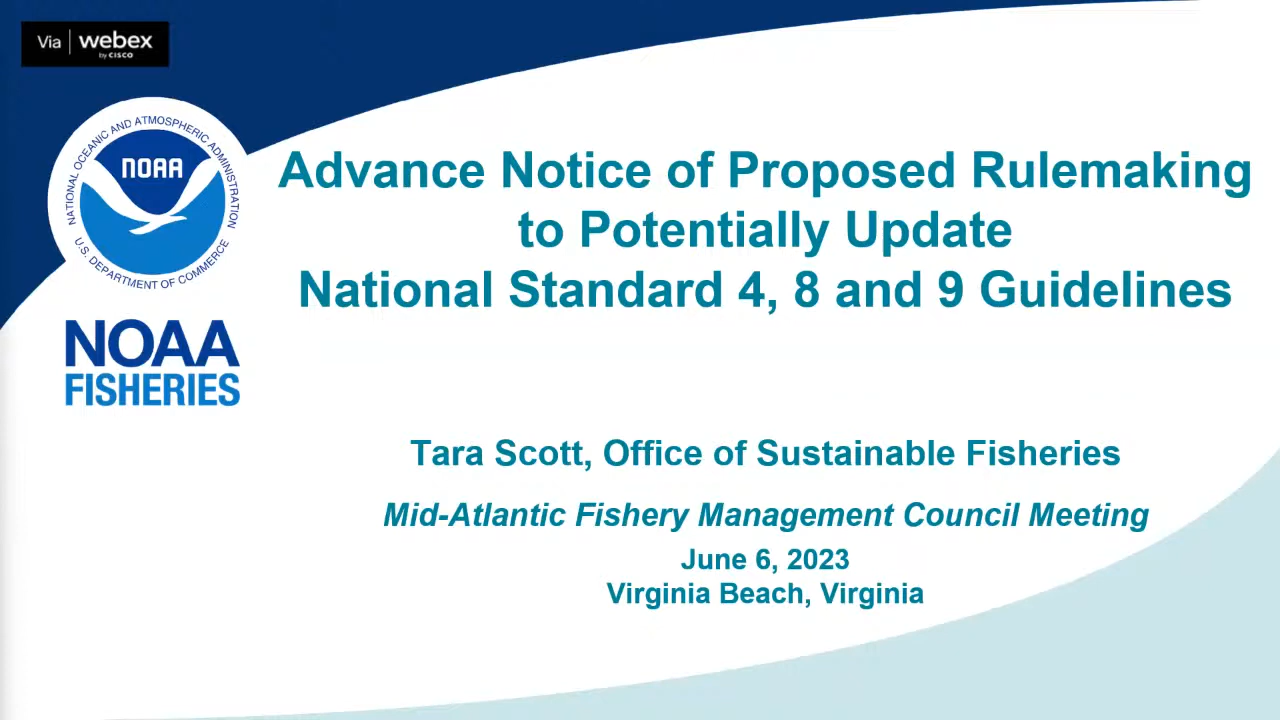 Via | webex
by CISCO
NATIONAL OCEANIC AND ATMOSPHERIC ADMINISTRATION
NOAA
U.S. DEPARTMENT OF COMMERCE
NOAA
FISHERIES
Advance Notice of Proposed Rulemaking
to Potentially Update
National Standard 4, 8 and 9 Guidelines
Tara Scott, Office of Sustainable Fisheries
Mid-Atlantic Fishery Management Council Meeting
June 6, 2023
Virginia Beach, Virginia